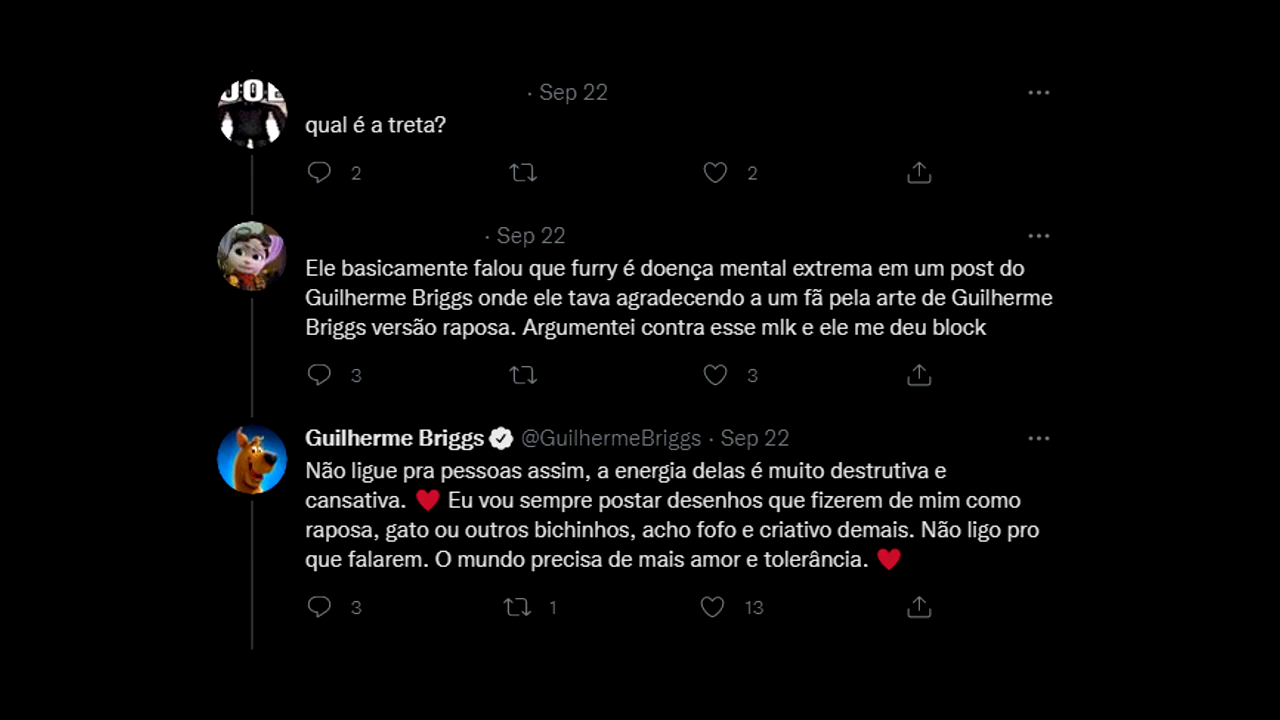 JOE
· Sep 22
qual é a treta?
2
2
· Sep 22
Ele basicamente falou que furry é doença mental extrema em um post do
Guilherme Briggs onde ele tava agradecendo a um fã pela arte de Guilherme
Briggs versão raposa. Argumentei contra esse mlk e ele me deu block
3
3
Guilherme Briggs @GuilhermeBriggs · Sep 22
Não ligue pra pessoas assim, a energia delas é muito destrutiva e
cansativa. ♥ Eu vou sempre postar desenhos que fizerem de mim como
raposa, gato ou outros bichinhos, acho fofo e criativo demais. Não ligo pro
que falarem. O mundo precisa de mais amor e tolerância. ♥
3
1
13